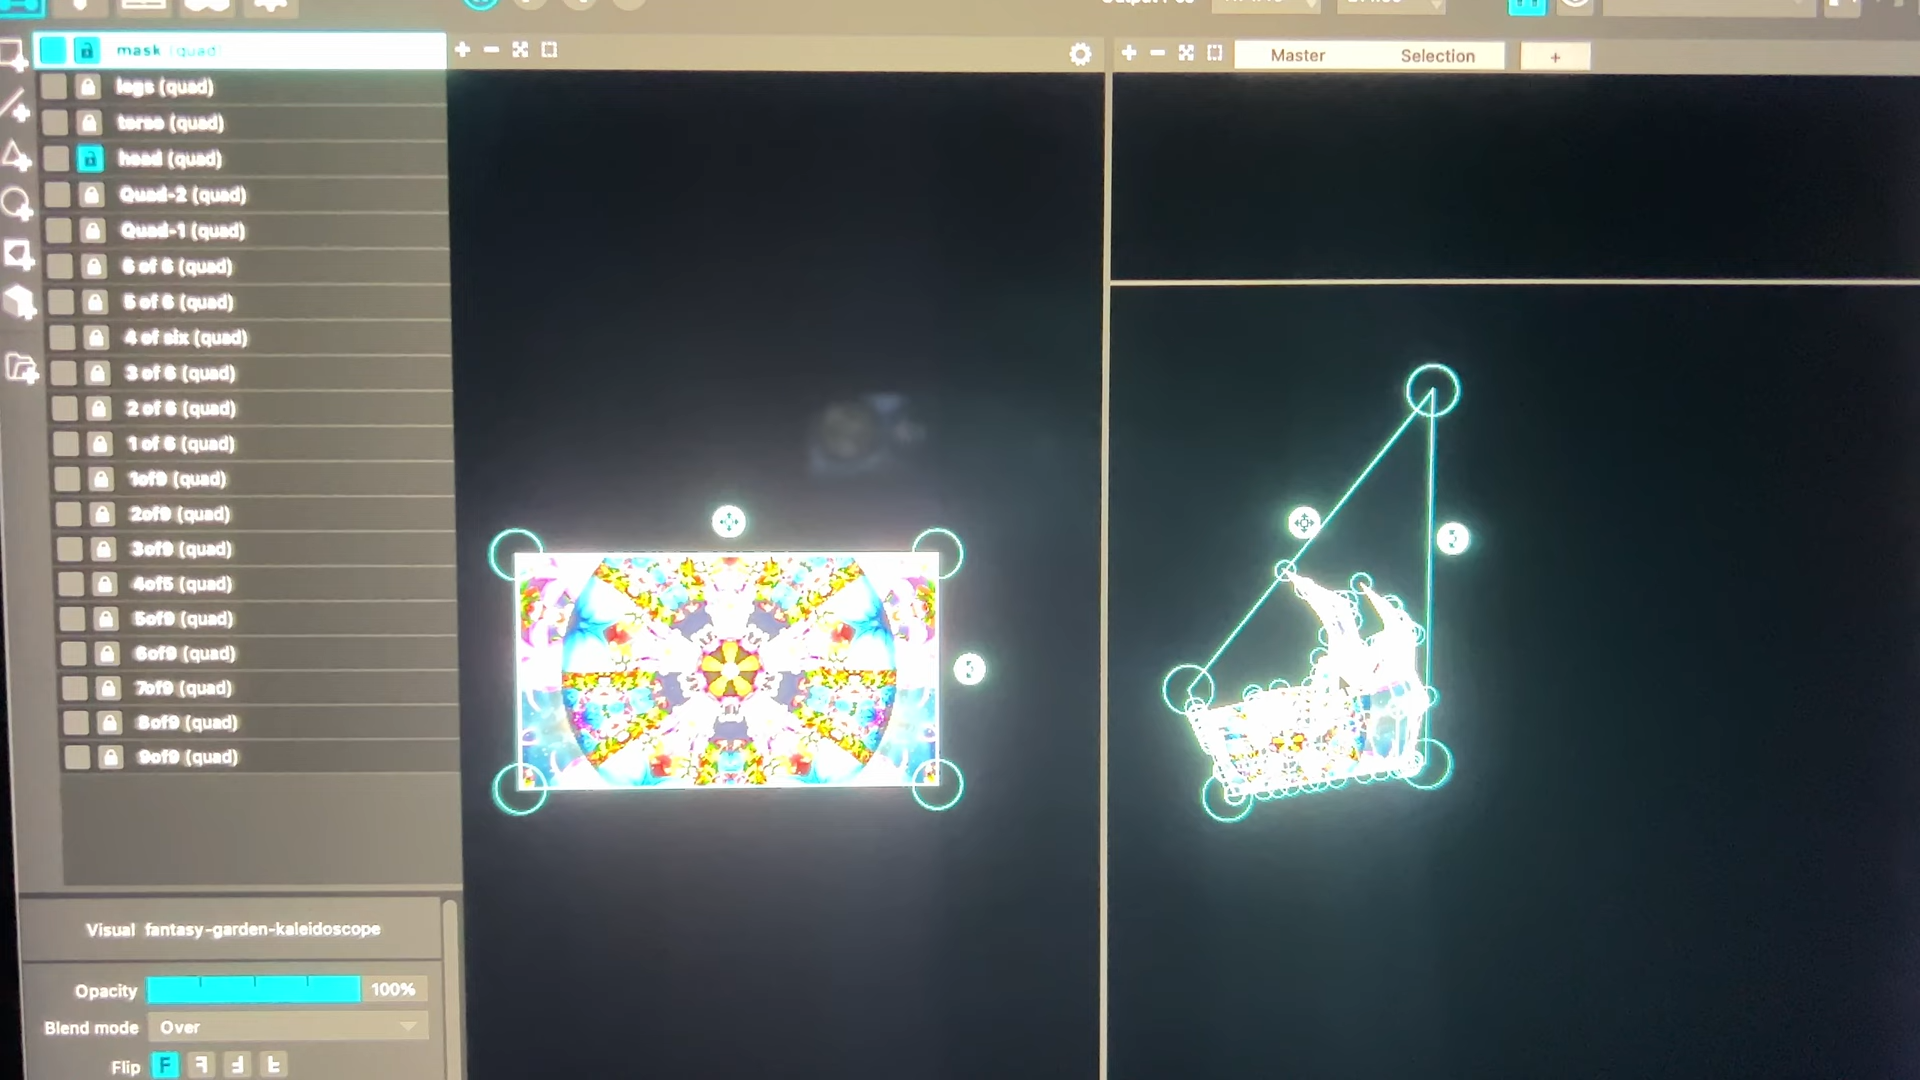 mask (quad)
legs (quad)
torso (quad)
head (quad)
Quad-2 (quad)
Quad-1 (quad)
6 of 6 (quad)
5 of 6 (quad)
4 of six (quad)
3 of 6 (quad)
2 of 6 (quad)
1 of 6 (quad)
1of9 (quad)
2of9 (quad)
3of9 (quad)
4of5 (quad)
5of9 (quad)
6of9 (quad)
7of9 (quad)
8of9 (quad)
9of9 (quad)
Master Selection +
Visual fantasy-garden-kaleidoscope
Opacity 100%
Blend mode Over
Flip F